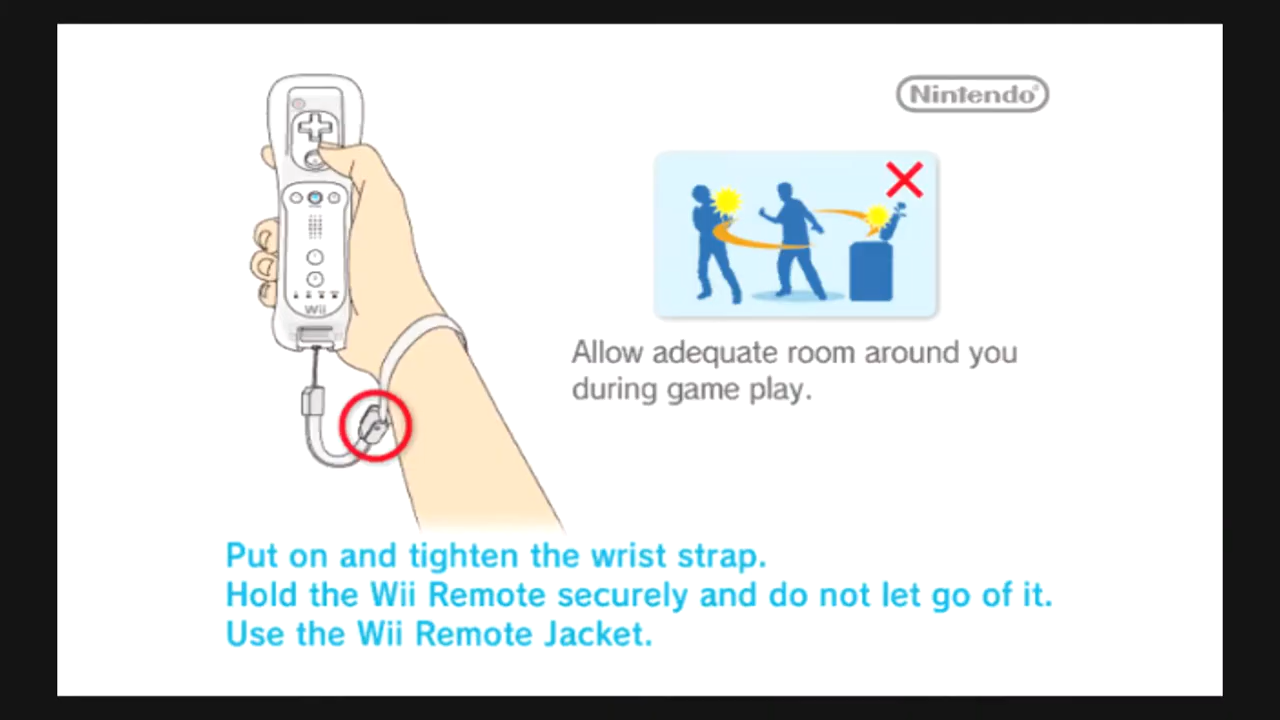 Nintendo®
Wii
Allow adequate room around you
during game play.
Put on and tighten the wrist strap.
Hold the Wii Remote securely and do not let go of it.
Use the Wii Remote Jacket.